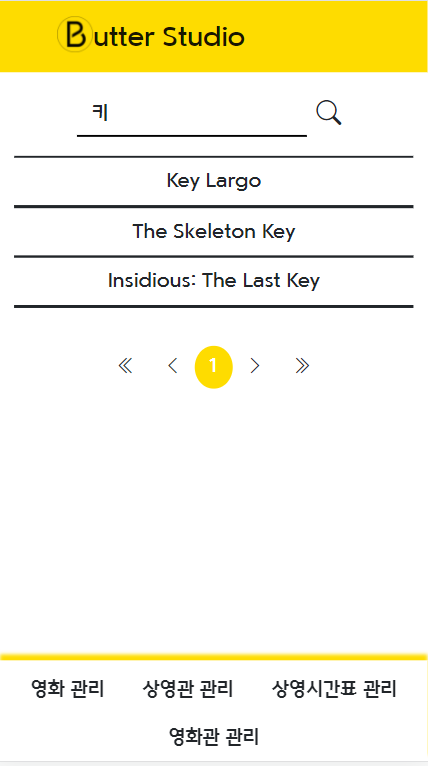 Butter Studio
키
Key Largo
The Skeleton Key
Insidious: The Last Key
1
영화 관리 상영관 관리 상영시간표 관리
영화관 관리